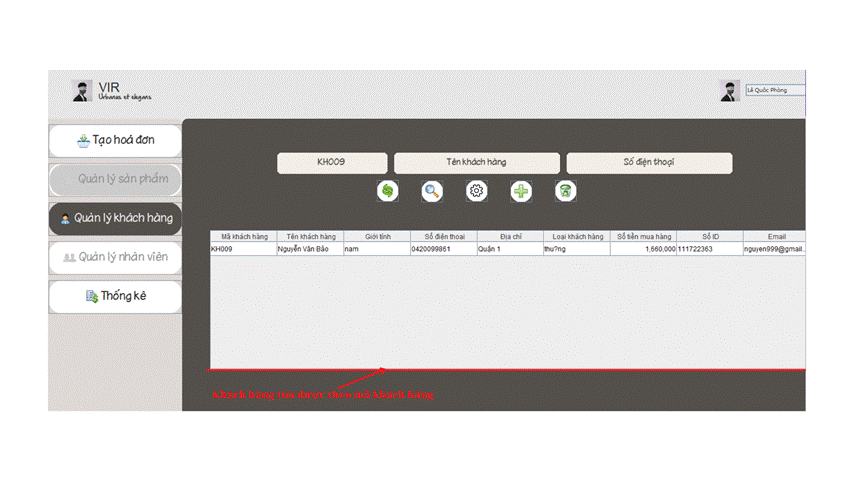 VIR
Urbanus et elegans
Lê Quốc Phòng
Tạo hoá đơn
Quản lý sản phẩm
Quản lý khách hàng
Quản lý nhân viên
Thống kê
KH009 Tên khách hàng Số điện thoại
Mã khách hàng Tên khách hàng Giới tính Số điện thoại Địa chỉ Loại khách hàng Số tiền mua hàng Số ID Email
KH009 Nguyễn Văn Bảo nam 0420099861 Quận 1 thu?ng 1,660,000 111722363 nguyen999@gmail...
Khách hàng tìm được theo mã khách hàng